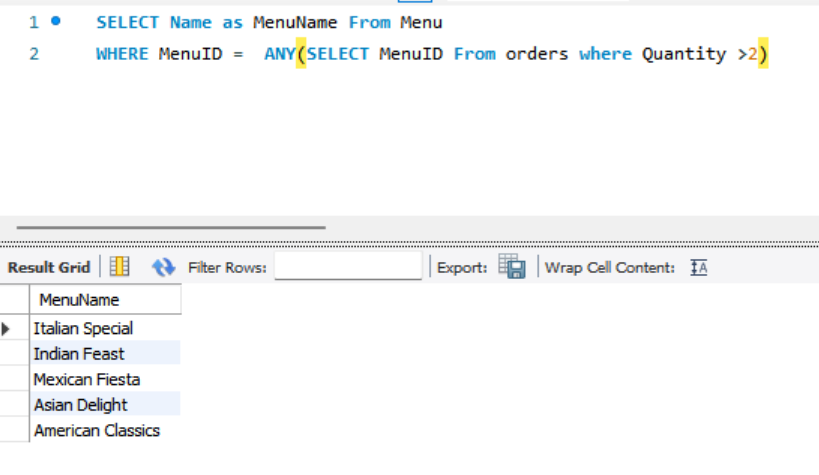 1 SELECT Name as MenuName From Menu
2 WHERE MenuID = ANY(SELECT MenuID From orders where Quantity >2)
Result Grid Filter Rows: Export: Wrap Cell Content: IA
MenuName
Italian Special
Indian Feast
Mexican Fiesta
Asian Delight
American Classics